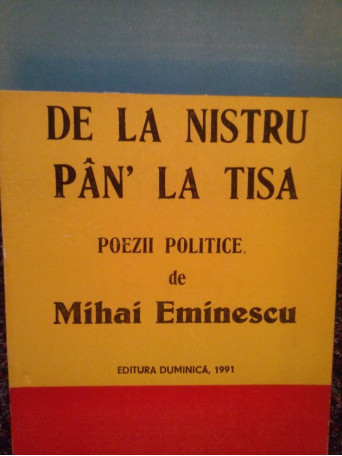 DE LA NISTRU
PÂN' LA TISA
POEZII POLITICE.
de
Mihai Eminescu
EDITURA DUMINICĂ, 1991